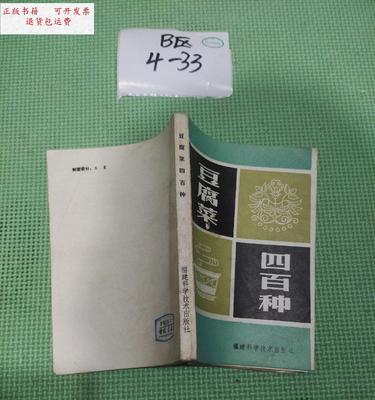 正版书籍 可开发票
退货包运费
B区
4-33
豆腐菜四百种
福建科学技术出版社
豆腐菜
四百种
福建科学技术出版社